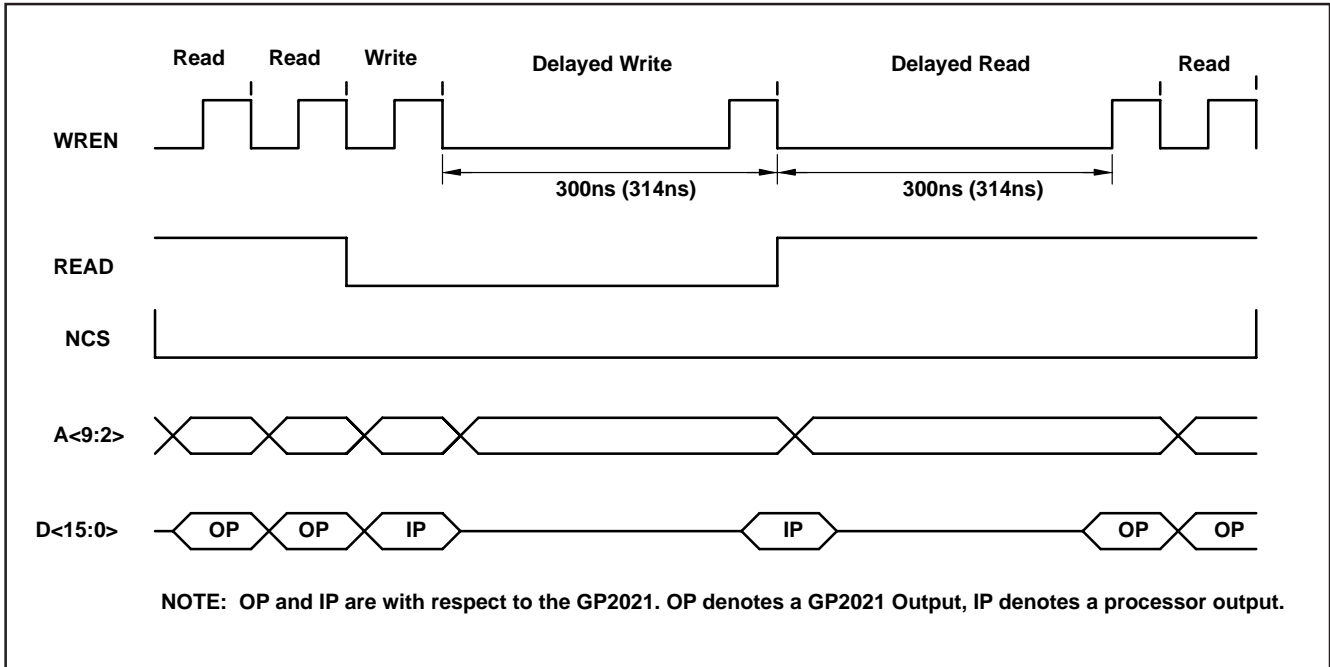 Read Read Write Delayed Write Delayed Read Read
WREN
300ns (314ns) 300ns (314ns)
READ
NCS
A<9:2>
D<15:0> OP OP IP IP OP OP
NOTE: OP and IP are with respect to the GP2021. OP denotes a GP2021 Output, IP denotes a processor output.